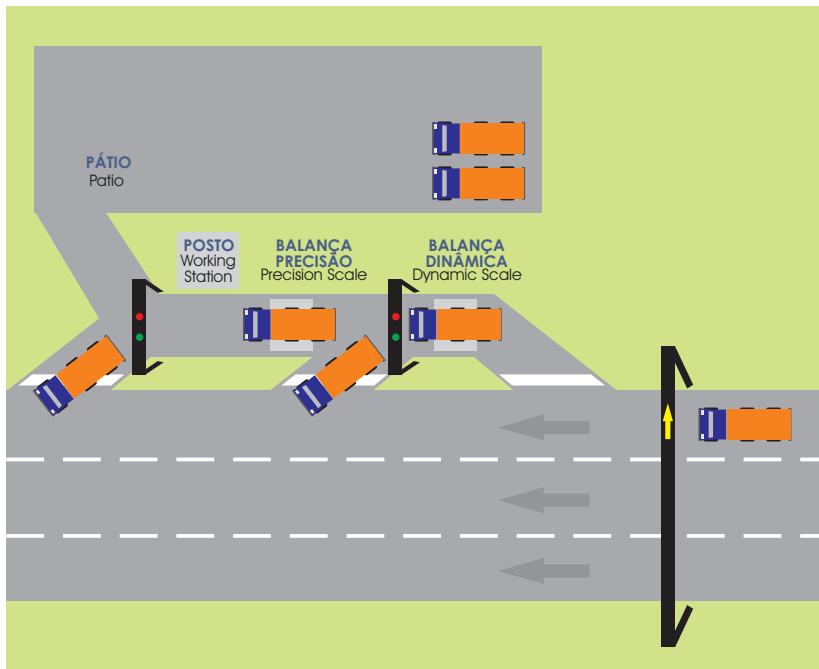 PÁTIO
Patio
POSTO
Working
Station
BALANÇA
PRECISÃO
Precision Scale
BALANÇA
DINÂMICA
Dynamic Scale